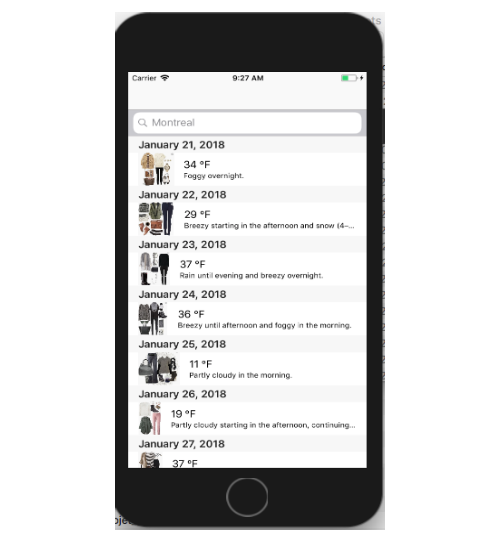 ts
Carrier 9:27 AM
Montreal
January 21, 2018
34 °F
Foggy overnight.
January 22, 2018
29 °F
Breezy starting in the afternoon and snow (4–...
January 23, 2018
37 °F
Rain until evening and breezy overnight.
January 24, 2018
36 °F
Breezy until afternoon and foggy in the morning.
January 25, 2018
11 °F
Partly cloudy in the morning.
January 26, 2018
19 °F
Partly cloudy starting in the afternoon, continuing...
January 27, 2018
37 °F